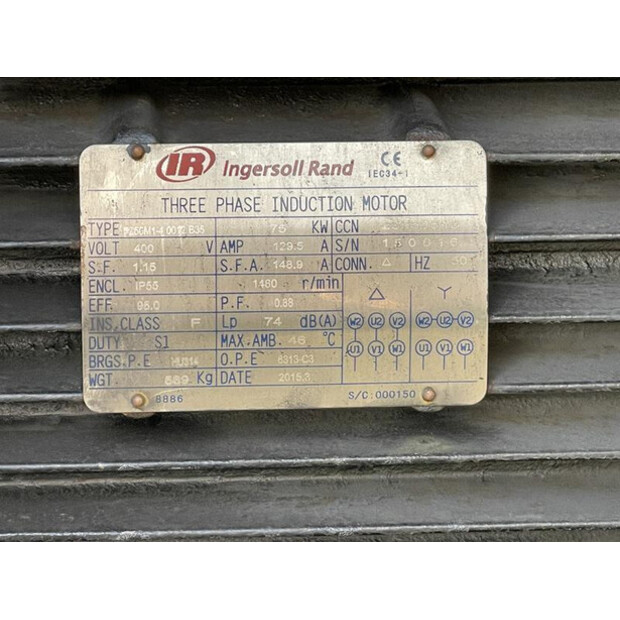 IR Ingersoll Rand CE
IEC34-1
THREE PHASE INDUCTION MOTOR
TYPE B35 75 KW CCN
VOLT 400 V AMP 129.5 A S/N
S.F. 1.15 S.F.A. 148.9 A CONN. △ HZ 50
ENCL. IP55 1480 r/min
EFF. P.F. 0.88 △ Y
INS.CLASS F Lp 74 dB(A) W2 U2 V2 W2 U2 V2
DUTY S1 MAX.AMB. 46 °C U1 V1 W1 U1 V1 W1
BRGS.P.E NU314 O.P.E 6313-C3
WGT. Kg DATE 2015.3
8886 S/C:000150